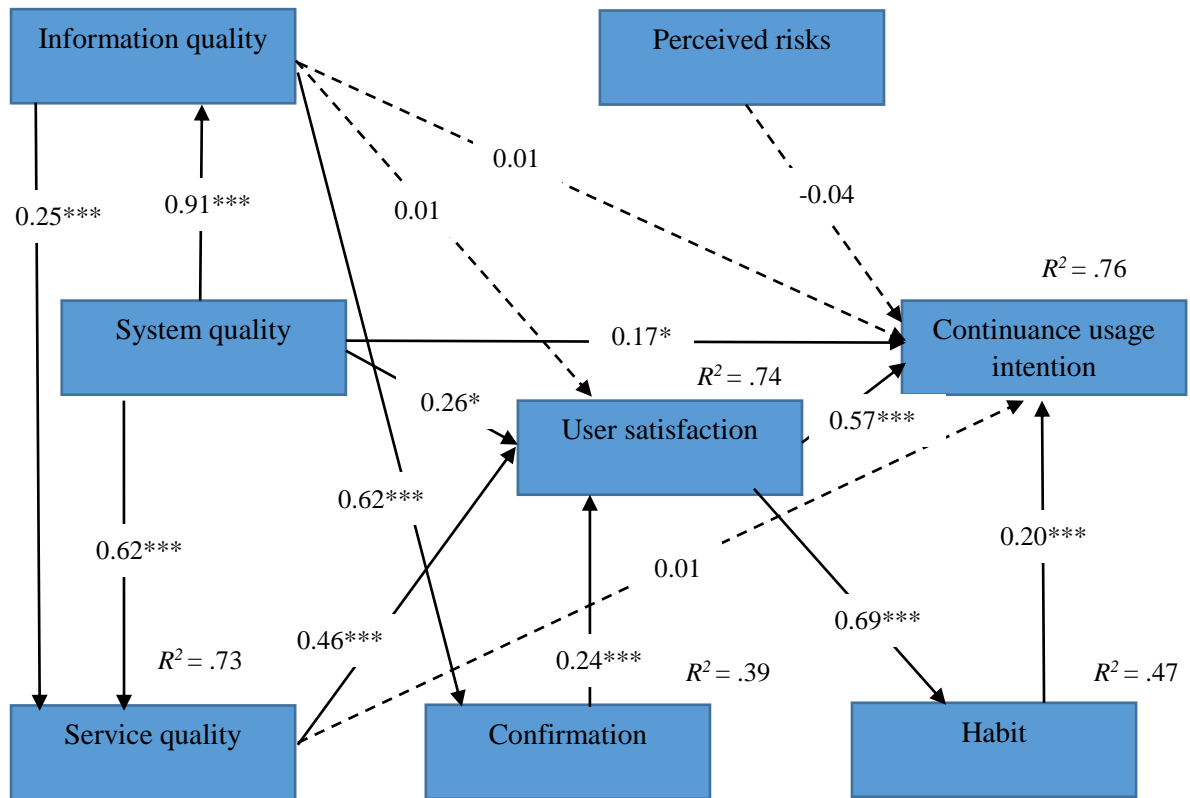 Information quality
Perceived risks
0.01
-0.04
0.25***
0.91***
0.01
R² = .76
System quality
0.17*
Continuance usage
intention
R² = .74
0.26*
User satisfaction
0.57***
0.62***
0.62***
0.20***
0.01
0.46***
0.69***
R² = .73
0.24***
R² = .39
R² = .47
Service quality
Confirmation
Habit